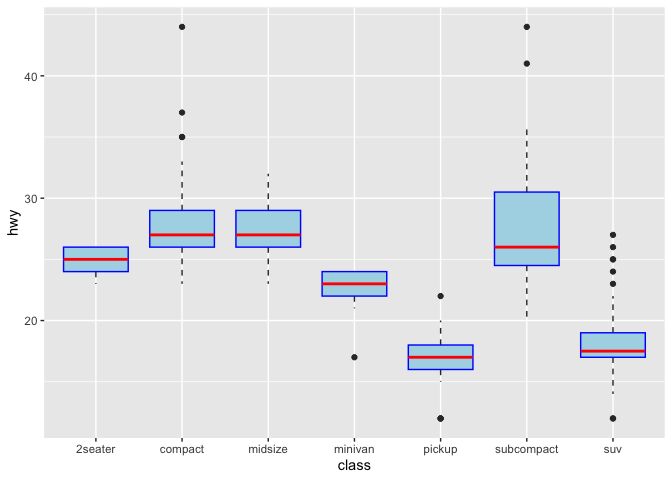 40
30
20
hwy
2seater compact midsize minivan pickup subcompact suv
class